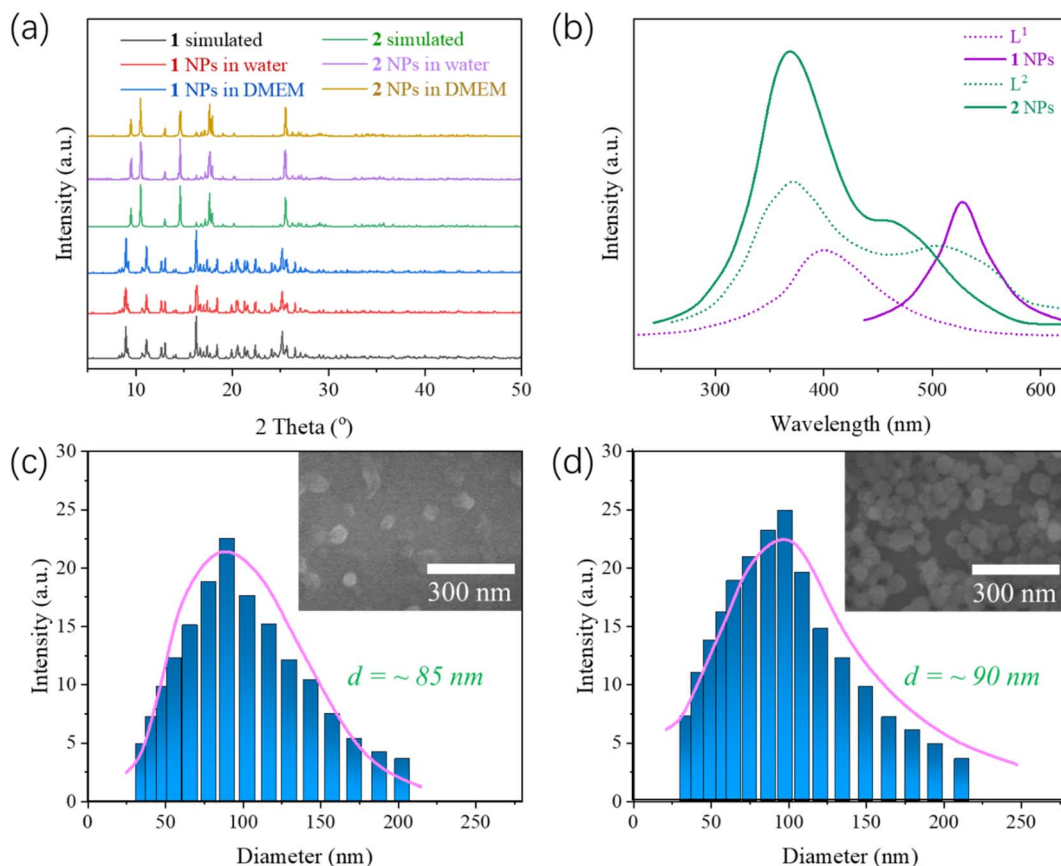 (a)
1 simulated 2 simulated
1 NPs in water 2 NPs in water
1 NPs in DMEM 2 NPs in DMEM
Intensity (a.u.)
10 20 30 40 50
2 Theta (°)
(b)
L¹
1 NPs
L²
2 NPs
Intensity (a.u.)
300 400 500 600
Wavelength (nm)
(c)
30
25
20
15
10
5
0
Intensity (a.u.)
300 nm
d = ~ 85 nm
0 50 100 150 200 250
Diameter (nm)
(d)
30
25
20
15
10
5
0
Intensity (a.u.)
300 nm
d = ~ 90 nm
0 50 100 150 200 250
Diameter (nm)